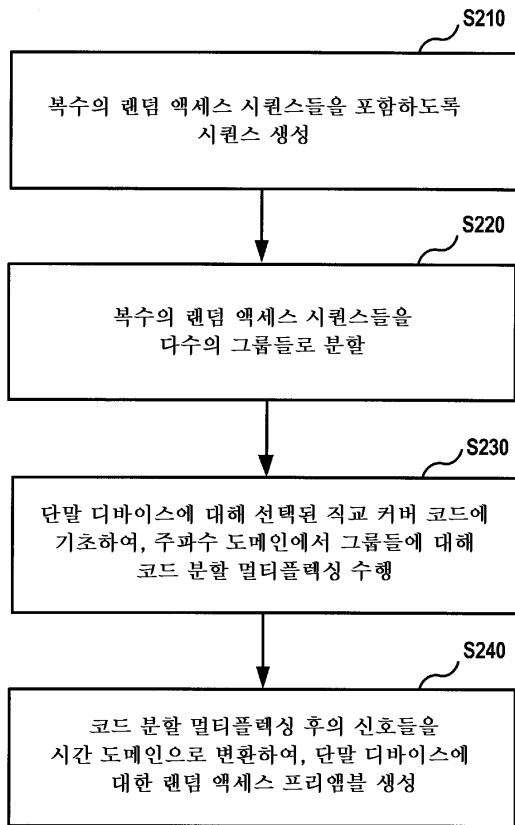 S210
복수의 랜덤 액세스 시퀀스들을 포함하도록
시퀀스 생성
S220
복수의 랜덤 액세스 시퀀스들을
다수의 그룹들로 분할
S230
단말 디바이스에 대해 선택된 직교 커버 코드에
기초하여, 주파수 도메인에서 그룹들에 대해
코드 분할 멀티플렉싱 수행
S240
코드 분할 멀티플렉싱 후의 신호들을
시간 도메인으로 변환하여, 단말 디바이스에
대한 랜덤 액세스 프리앰블 생성